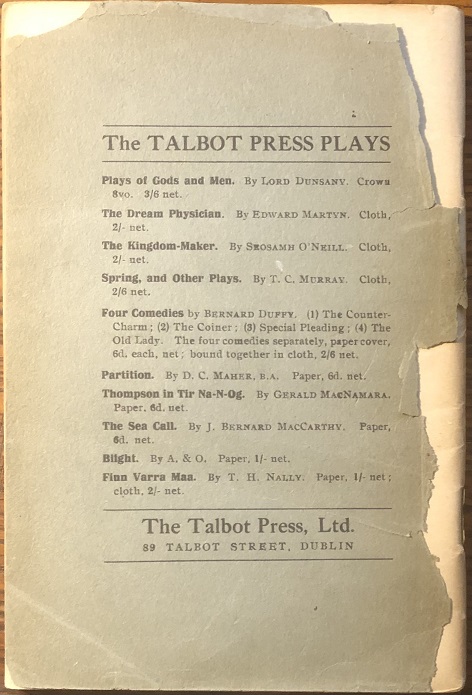 The TALBOT PRESS PLAYS
Plays of Gods and Men. By LORD DUNSANY. Crown
8vo. 3/6 net.
The Dream Physician. By EDWARD MARTYN. Cloth,
2/- net.
The Kingdom-Maker. By SEOSAMH O'NEILL. Cloth,
2/- net.
Spring, and Other Plays. By T. C. MURRAY. Cloth,
2/6 net.
Four Comedies by BERNARD DUFFY. (1) The Counter-
Charm; (2) The Coiner; (3) Special Pleading; (4) The
Old Lady. The four comedies separately, paper cover,
6d. each, net; bound together in cloth, 2/6 net.
Partition. By D. C. MAHER, B.A. Paper, 6d. net.
Thompson in Tir Na-N-Og. By GERALD MACNAMARA.
Paper, 6d. net.
The Sea Call. By J. BERNARD MACCARTHY. Paper,
6d. net.
Blight. By A. & O. Paper, 1/- net.
Finn Varra Maa. By T. H. NALLY. Paper, 1/- net;
cloth, 2/- net.
The Talbot Press, Ltd.
89 TALBOT STREET, DUBLIN